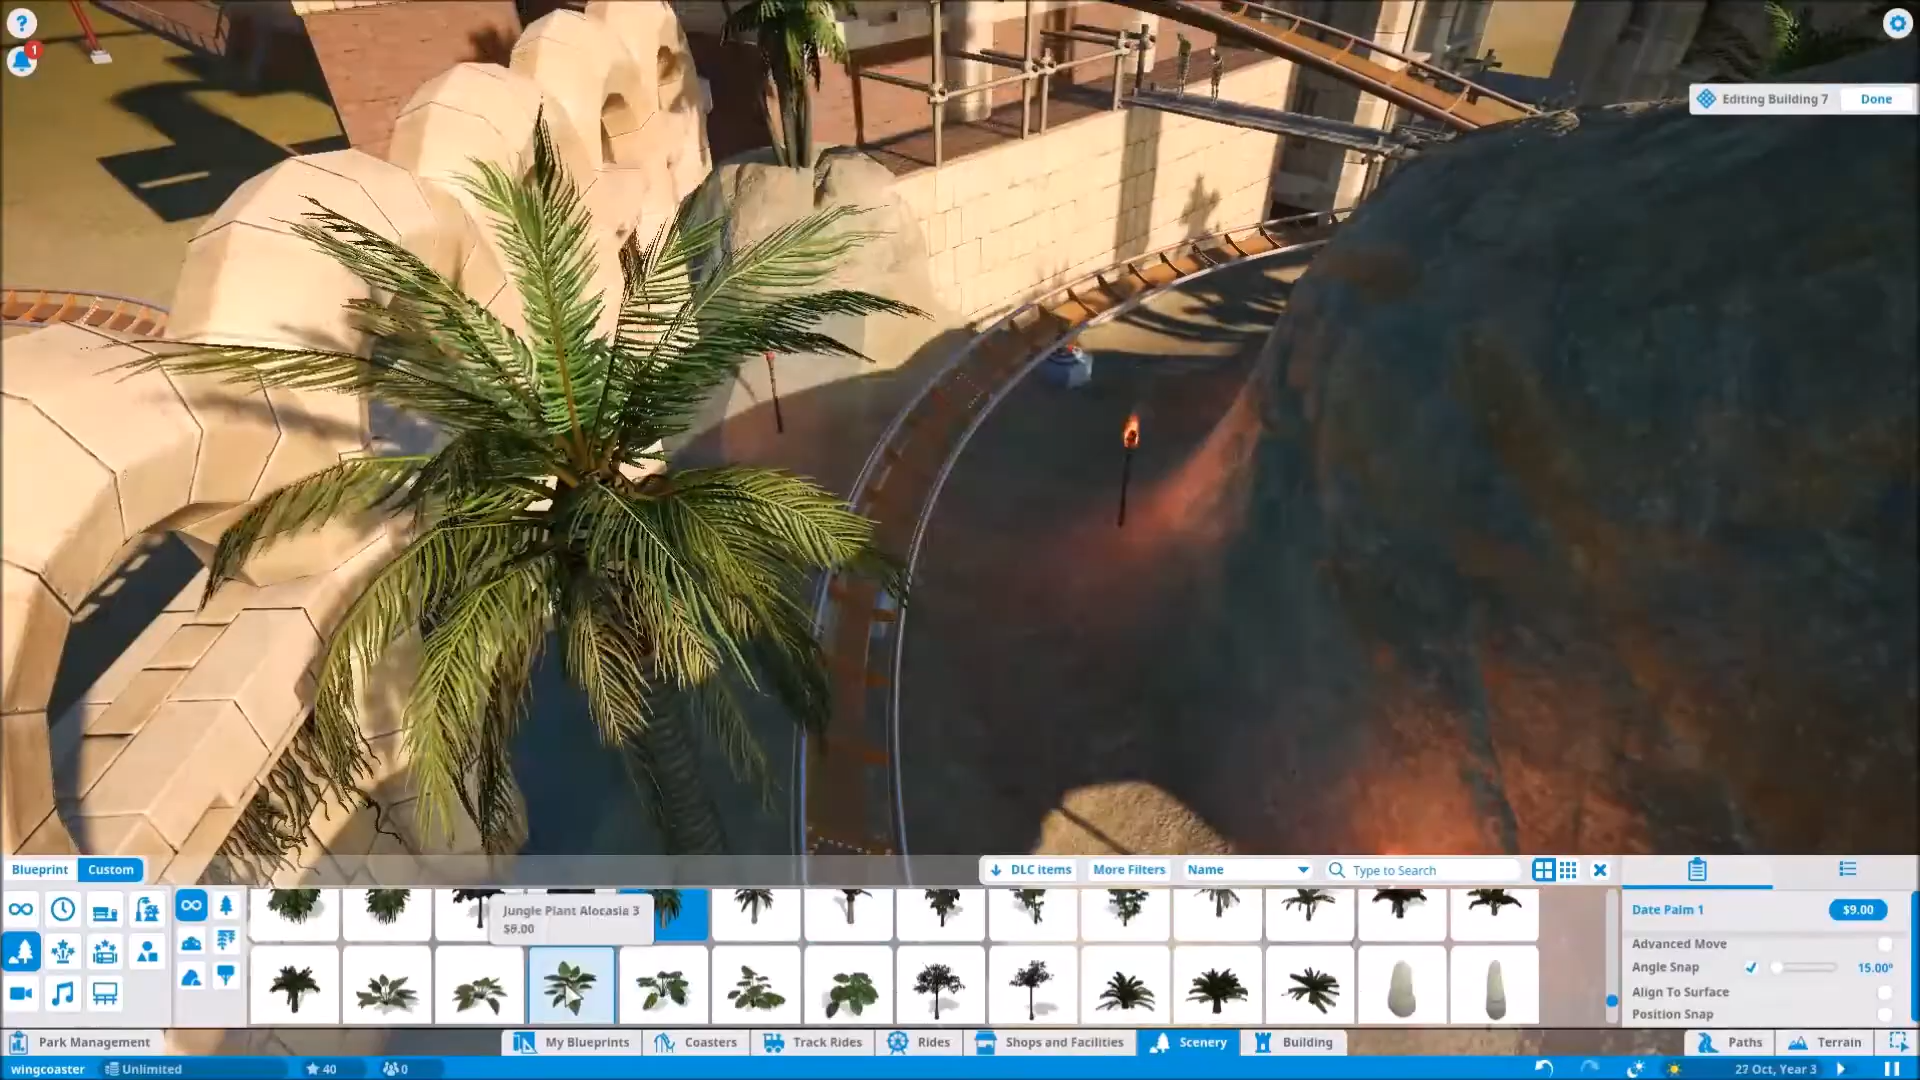 ?
1
Editing Building 7
Done
Blueprint
Custom
DLC items
More Filters
Name
Type to Search
Jungle Plant Alocasia 3
$9.00
Date Palm 1
$9.00
Advanced Move
Angle Snap
15.00°
Align To Surface
Position Snap
Park Management
My Blueprints
Coasters
Track Rides
Rides
Shops and Facilities
Scenery
Building
Paths
Terrain
wingcoaster
Unlimited
40
0
27 Oct, Year 3